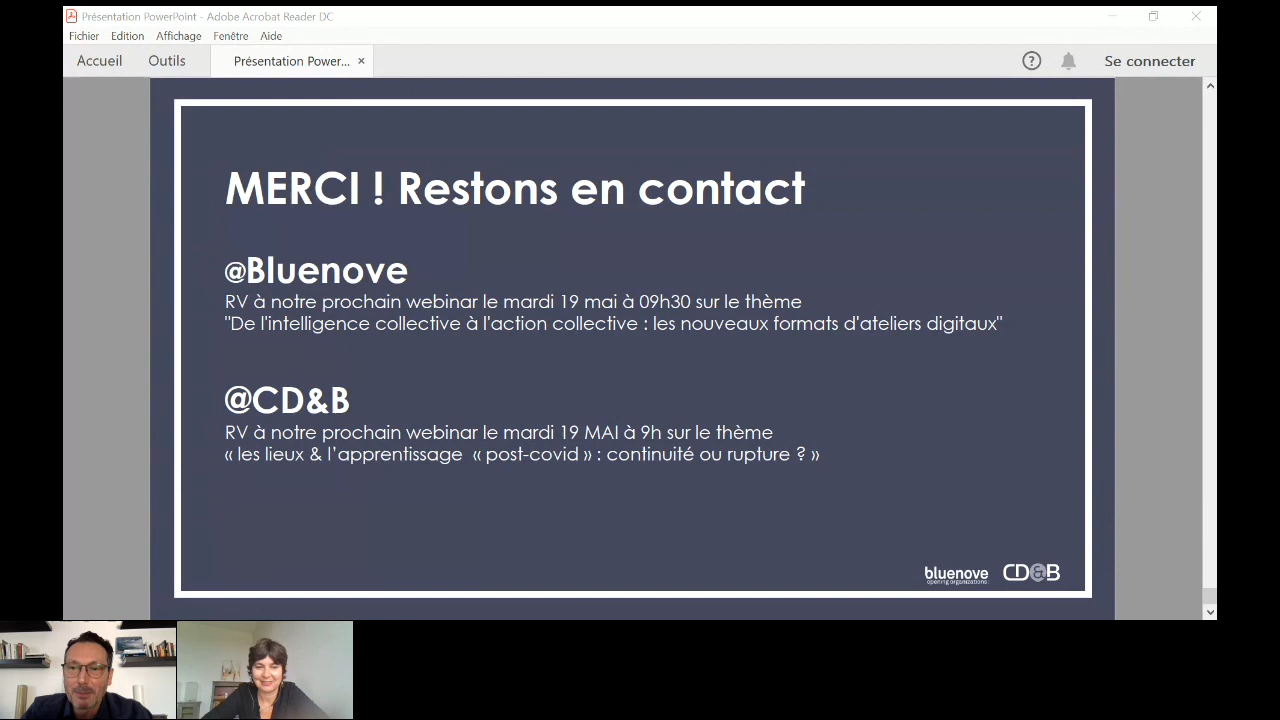 Présentation PowerPoint - Adobe Acrobat Reader DC
Fichier Edition Affichage Fenêtre Aide
Accueil Outils Présentation Power... × ? Se connecter
MERCI ! Restons en contact
@Bluenove
RV à notre prochain webinar le mardi 19 mai à 09h30 sur le thème
"De l'intelligence collective à l'action collective : les nouveaux formats d'ateliers digitaux"
@CD&B
RV à notre prochain webinar le mardi 19 MAI à 9h sur le thème
« les lieux & l’apprentissage « post-covid » : continuité ou rupture ? »
bluenove CD&B
opening organizations